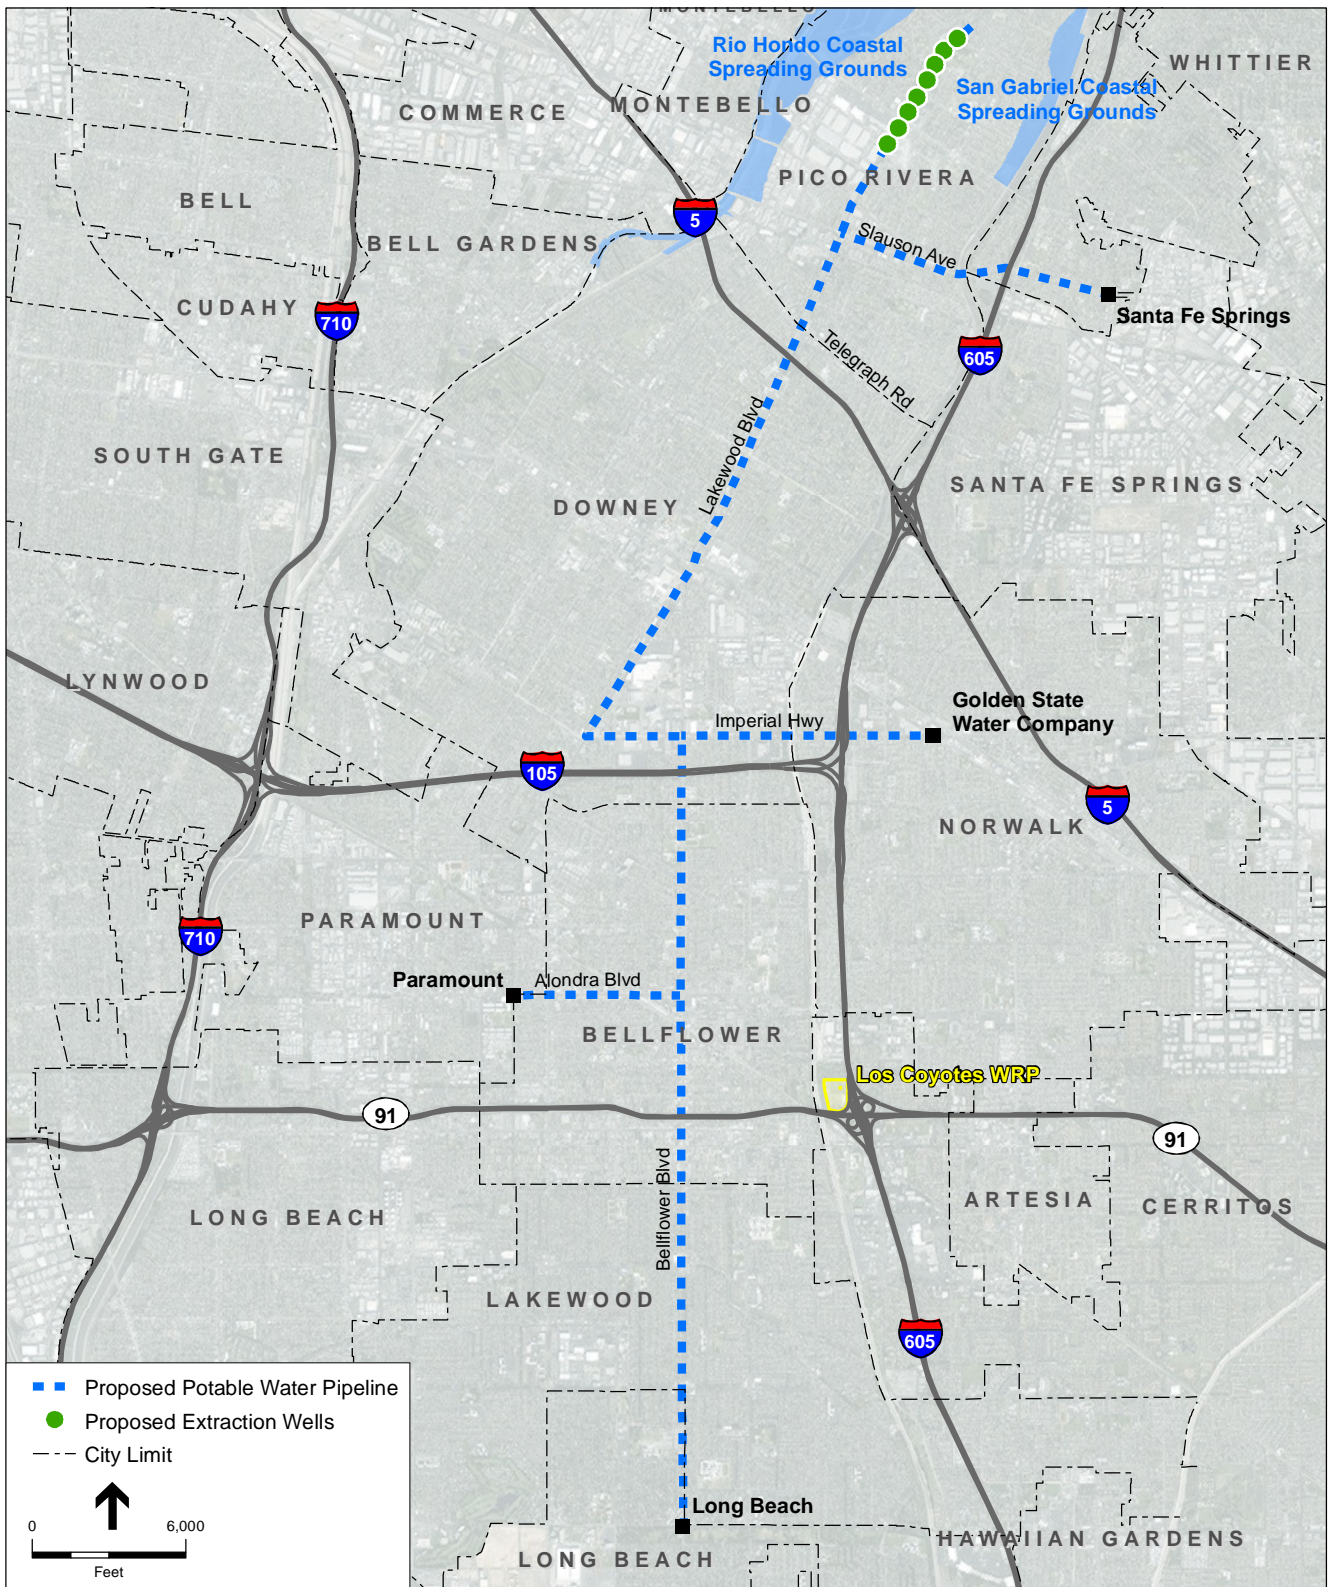 MONTEBELLO
Rio Hondo Coastal
Spreading Grounds
WHITTIER
San Gabriel Coastal
Spreading Grounds
COMMERCE
MONTEBELLO
PICO RIVERA
BELL
5
BELL GARDENS
Slauson Ave
CUDAHY
710
Santa Fe Springs
Telegraph Rd
605
Lakewood Blvd
SOUTH GATE
SANTA FE SPRINGS
DOWNEY
LYNWOOD
Golden State
Water Company
Imperial Hwy
105
5
NORWALK
PARAMOUNT
710
Paramount
Alondra Blvd
BELLFLOWER
Los Coyotes WRP
91
91
Bellflower Blvd
ARTESIA
CERRITOS
LONG BEACH
LAKEWOOD
605
Proposed Potable Water Pipeline
Proposed Extraction Wells
City Limit
0
6,000
Feet
Long Beach
HAWAIIAN GARDENS
LONG BEACH